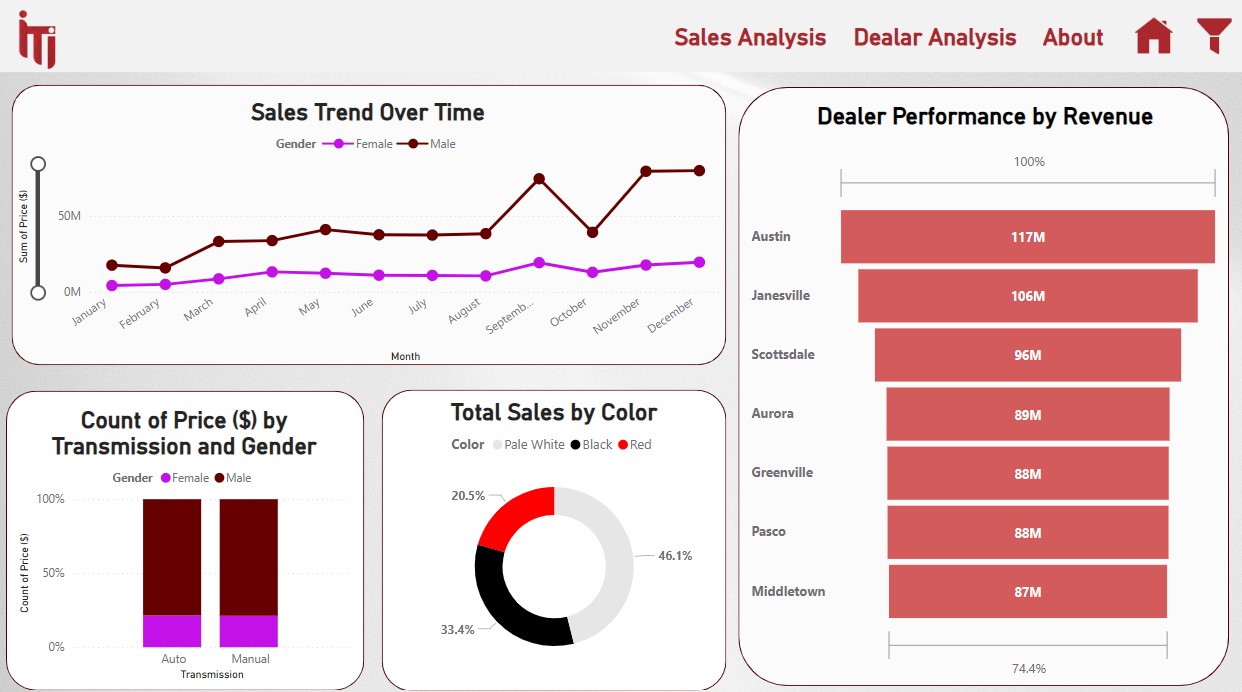 iTi
Sales Analysis
Dealar Analysis
About
Sales Trend Over Time
Gender Female Male
Sum of Price ($)
50M
0M
January
February
March
April
May
June
July
August
Septemb...
October
November
December
Month
Count of Price ($) by
Transmission and Gender
Gender Female Male
Count of Price ($)
100%
50%
0%
Auto
Manual
Transmission
Total Sales by Color
Color Pale White Black Red
20.5%
46.1%
33.4%
Dealer Performance by Revenue
100%
Austin 117M
Janesville 106M
Scottsdale 96M
Aurora 89M
Greenville 88M
Pasco 88M
Middletown 87M
74.4%